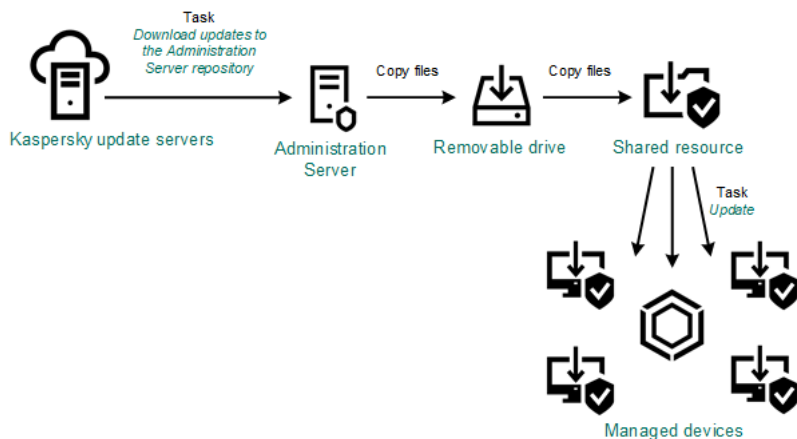 Task
Download updates to
the Administration
Server repository
Kaspersky update servers
Copy files
Administration
Server
Removable drive
Copy files
Shared resource
Task
Update
Managed devices